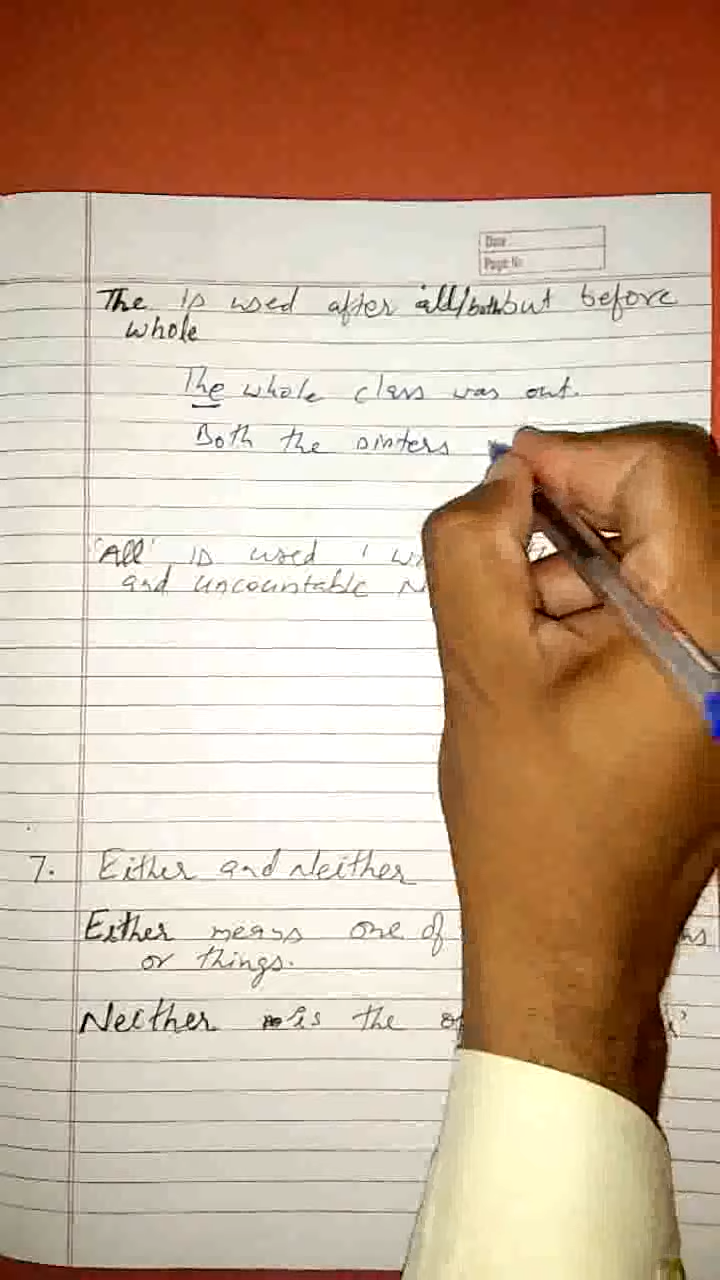 Date
Page No
The is used after all/both but before
whole
The whole class was out.
Both the sisters
'All' is used
and uncountable
7. Either and Neither
Either means one of
or things.
Neither is the